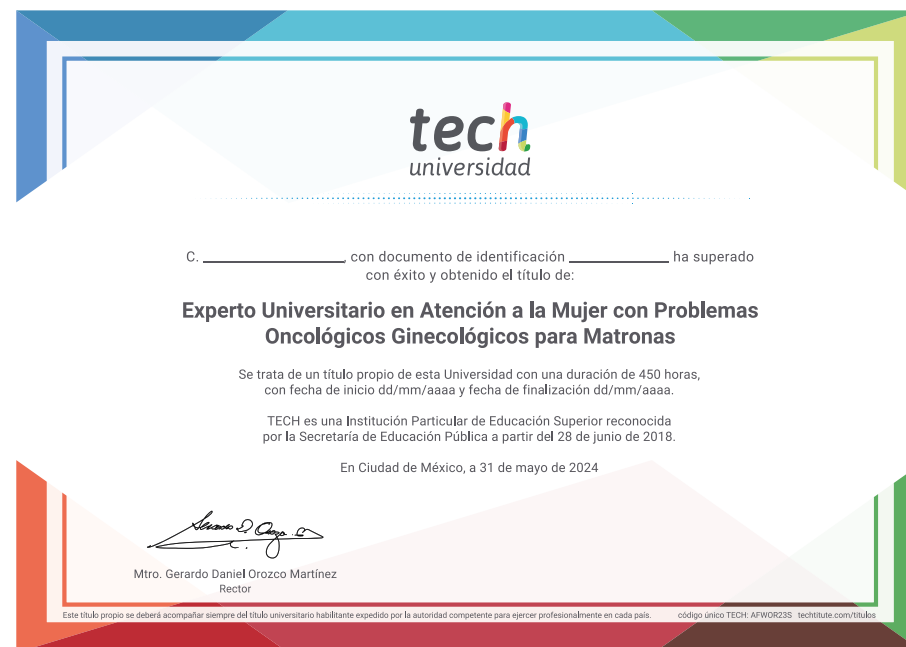 tech
universidad
C. ____________, con documento de identificación ____________ ha superado
con éxito y obtenido el título de:
Experto Universitario en Atención a la Mujer con Problemas
Oncológicos Ginecológicos para Matronas
Se trata de un título propio de esta Universidad con una duración de 450 horas,
con fecha de inicio dd/mm/aaaa y fecha de finalización dd/mm/aaaa.
TECH es una Institución Particular de Educación Superior reconocida
por la Secretaría de Educación Pública a partir del 28 de junio de 2018.
En Ciudad de México, a 31 de mayo de 2024
Mtro. Gerardo Daniel Orozco Martínez
Rector
Este título propio se deberá acompañar siempre del título universitario habilitante expedido por la autoridad competente para ejercer profesionalmente en cada país. código único TECH: AFWOR23S techtitute.com/titulos